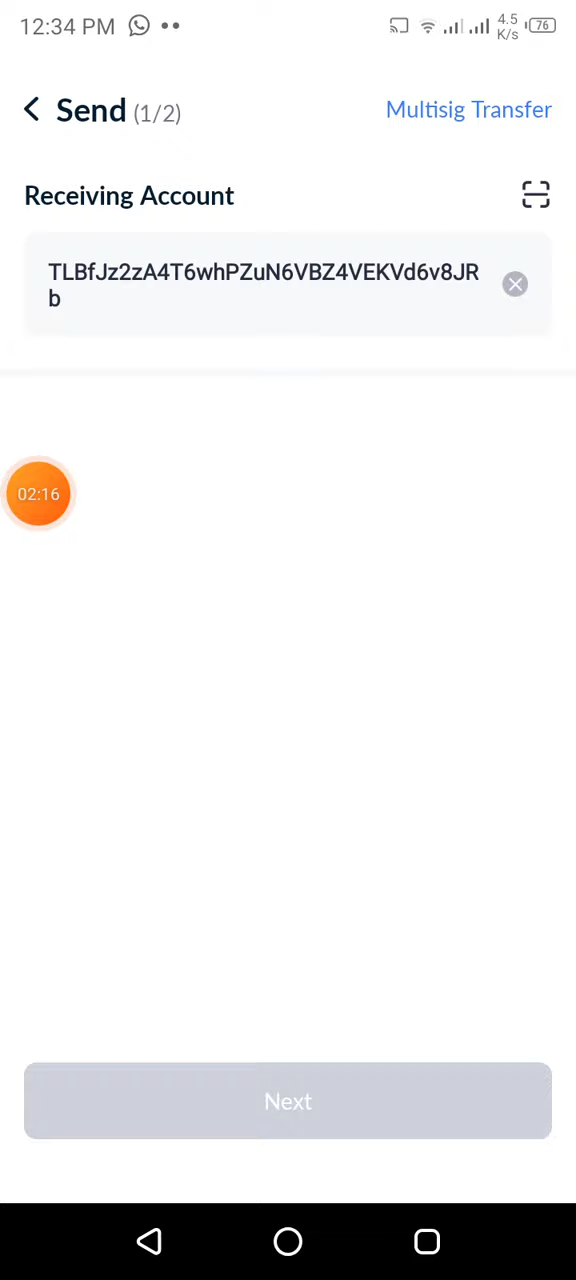 12:34 PM
4.5
K/s
76
Send (1/2)
Multisig Transfer
Receiving Account
TLBfJz2zA4T6whPZuN6VBZ4VEKVd6v8JR
b
02:16
Next